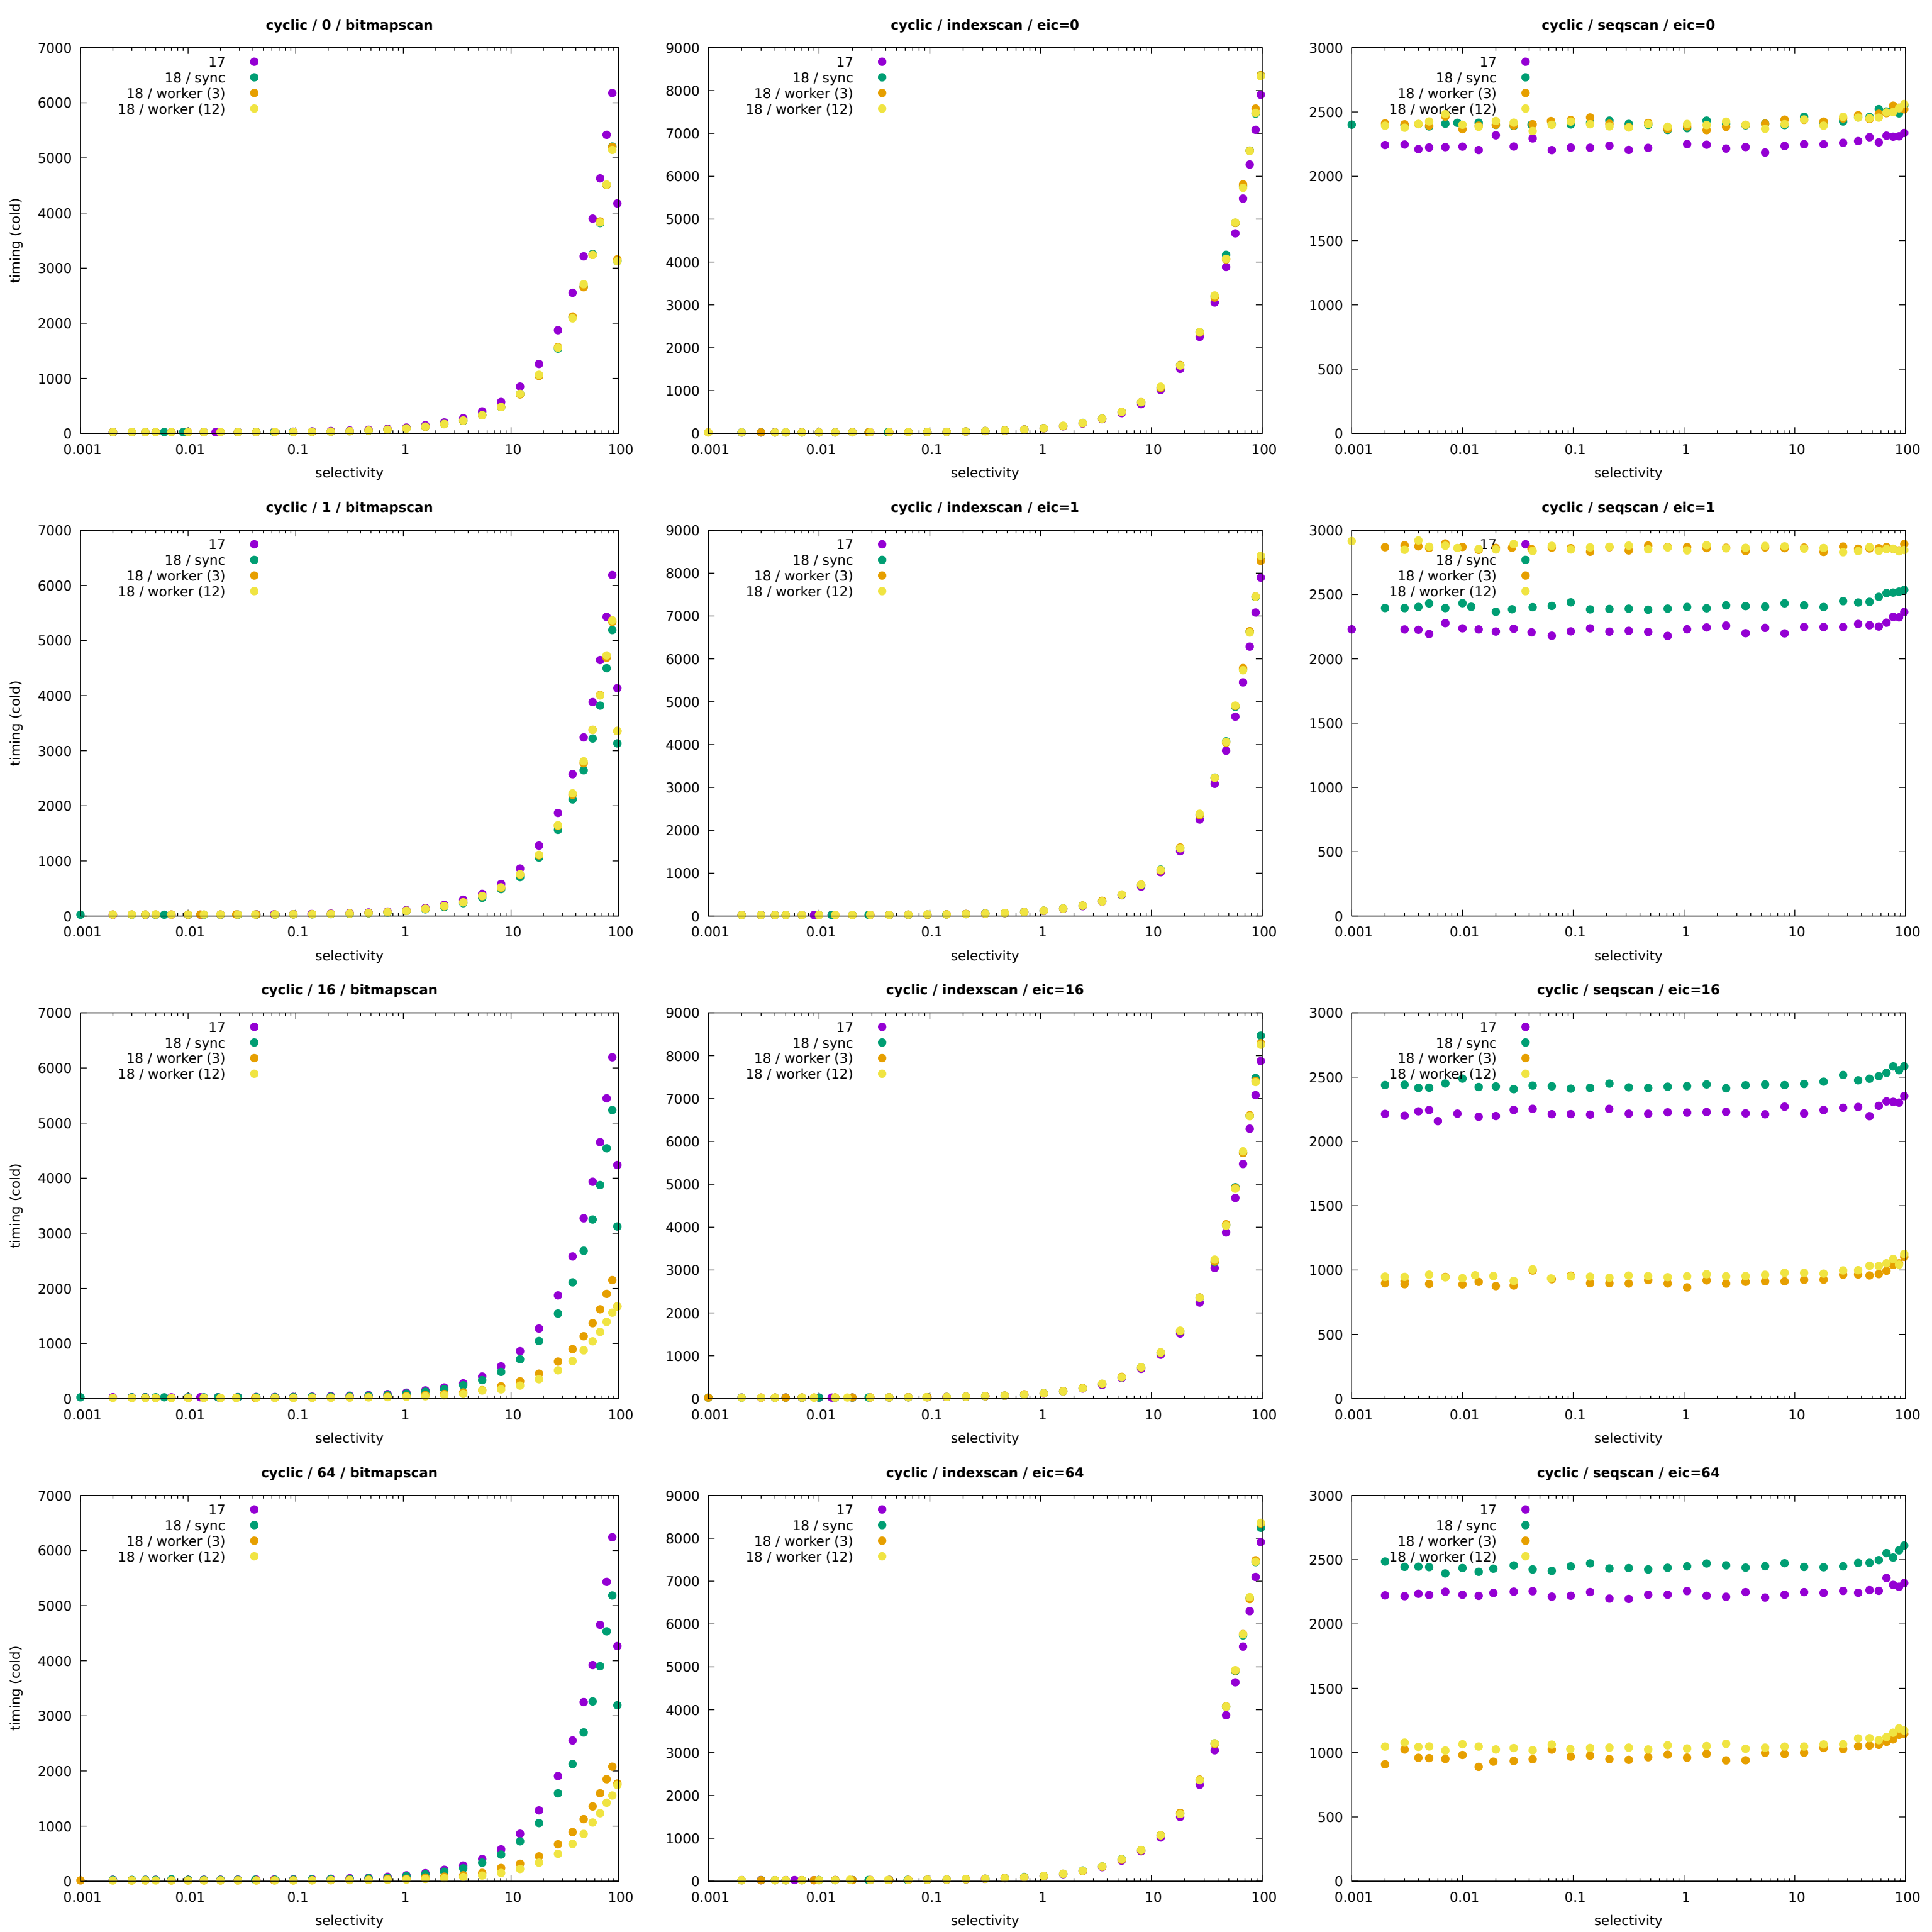 cyclic / 0 / bitmapscan
7000
6000
5000
4000
3000
2000
1000
0
timing (cold)
17
18 / sync
18 / worker (3)
18 / worker (12)
0.001 0.01 0.1 1 10 100
selectivity
cyclic / indexscan / eic=0
9000
8000
7000
6000
5000
4000
3000
2000
1000
0
17
18 / sync
18 / worker (3)
18 / worker (12)
0.001 0.01 0.1 1 10 100
selectivity
cyclic / seqscan / eic=0
3000
2500
2000
1500
1000
500
0
17
18 / sync
18 / worker (3)
18 / worker (12)
0.001 0.01 0.1 1 10 100
selectivity
cyclic / 1 / bitmapscan
7000
6000
5000
4000
3000
2000
1000
0
timing (cold)
17
18 / sync
18 / worker (3)
18 / worker (12)
0.001 0.01 0.1 1 10 100
selectivity
cyclic / indexscan / eic=1
9000
8000
7000
6000
5000
4000
3000
2000
1000
0
17
18 / sync
18 / worker (3)
18 / worker (12)
0.001 0.01 0.1 1 10 100
selectivity
cyclic / seqscan / eic=1
3000
2500
2000
1500
1000
500
0
17
18 / sync
18 / worker (3)
18 / worker (12)
0.001 0.01 0.1 1 10 100
selectivity
cyclic / 16 / bitmapscan
7000
6000
5000
4000
3000
2000
1000
0
timing (cold)
17
18 / sync
18 / worker (3)
18 / worker (12)
0.001 0.01 0.1 1 10 100
selectivity
cyclic / indexscan / eic=16
9000
8000
7000
6000
5000
4000
3000
2000
1000
0
17
18 / sync
18 / worker (3)
18 / worker (12)
0.001 0.01 0.1 1 10 100
selectivity
cyclic / seqscan / eic=16
3000
2500
2000
1500
1000
500
0
17
18 / sync
18 / worker (3)
18 / worker (12)
0.001 0.01 0.1 1 10 100
selectivity
cyclic / 64 / bitmapscan
7000
6000
5000
4000
3000
2000
1000
0
timing (cold)
17
18 / sync
18 / worker (3)
18 / worker (12)
0.001 0.01 0.1 1 10 100
selectivity
cyclic / indexscan / eic=64
9000
8000
7000
6000
5000
4000
3000
2000
1000
0
17
18 / sync
18 / worker (3)
18 / worker (12)
0.001 0.01 0.1 1 10 100
selectivity
cyclic / seqscan / eic=64
3000
2500
2000
1500
1000
500
0
17
18 / sync
18 / worker (3)
18 / worker (12)
0.001 0.01 0.1 1 10 100
selectivity